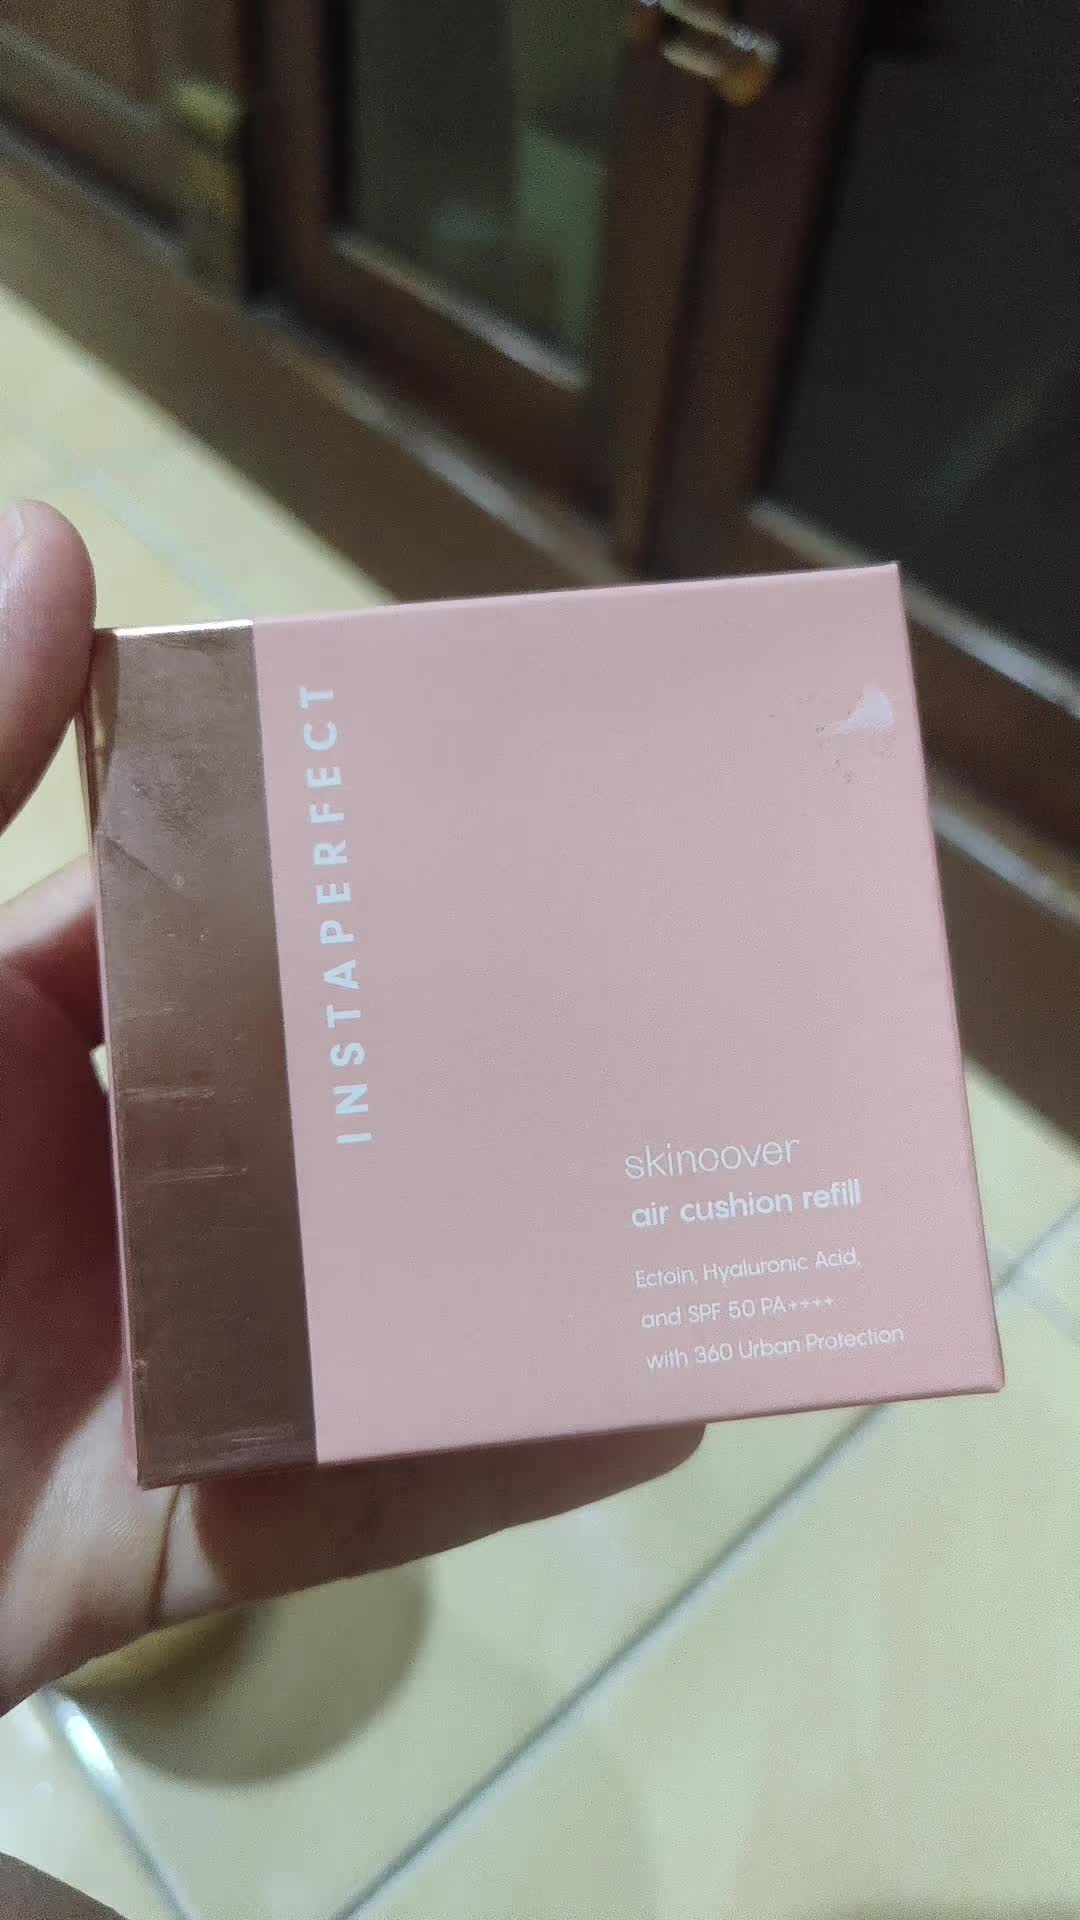 INSTAPERFECT
skincover
air cushion refill
Ectoin, Hyaluronic Acid,
and SPF 50 PA++++
with 360 Urban Protection